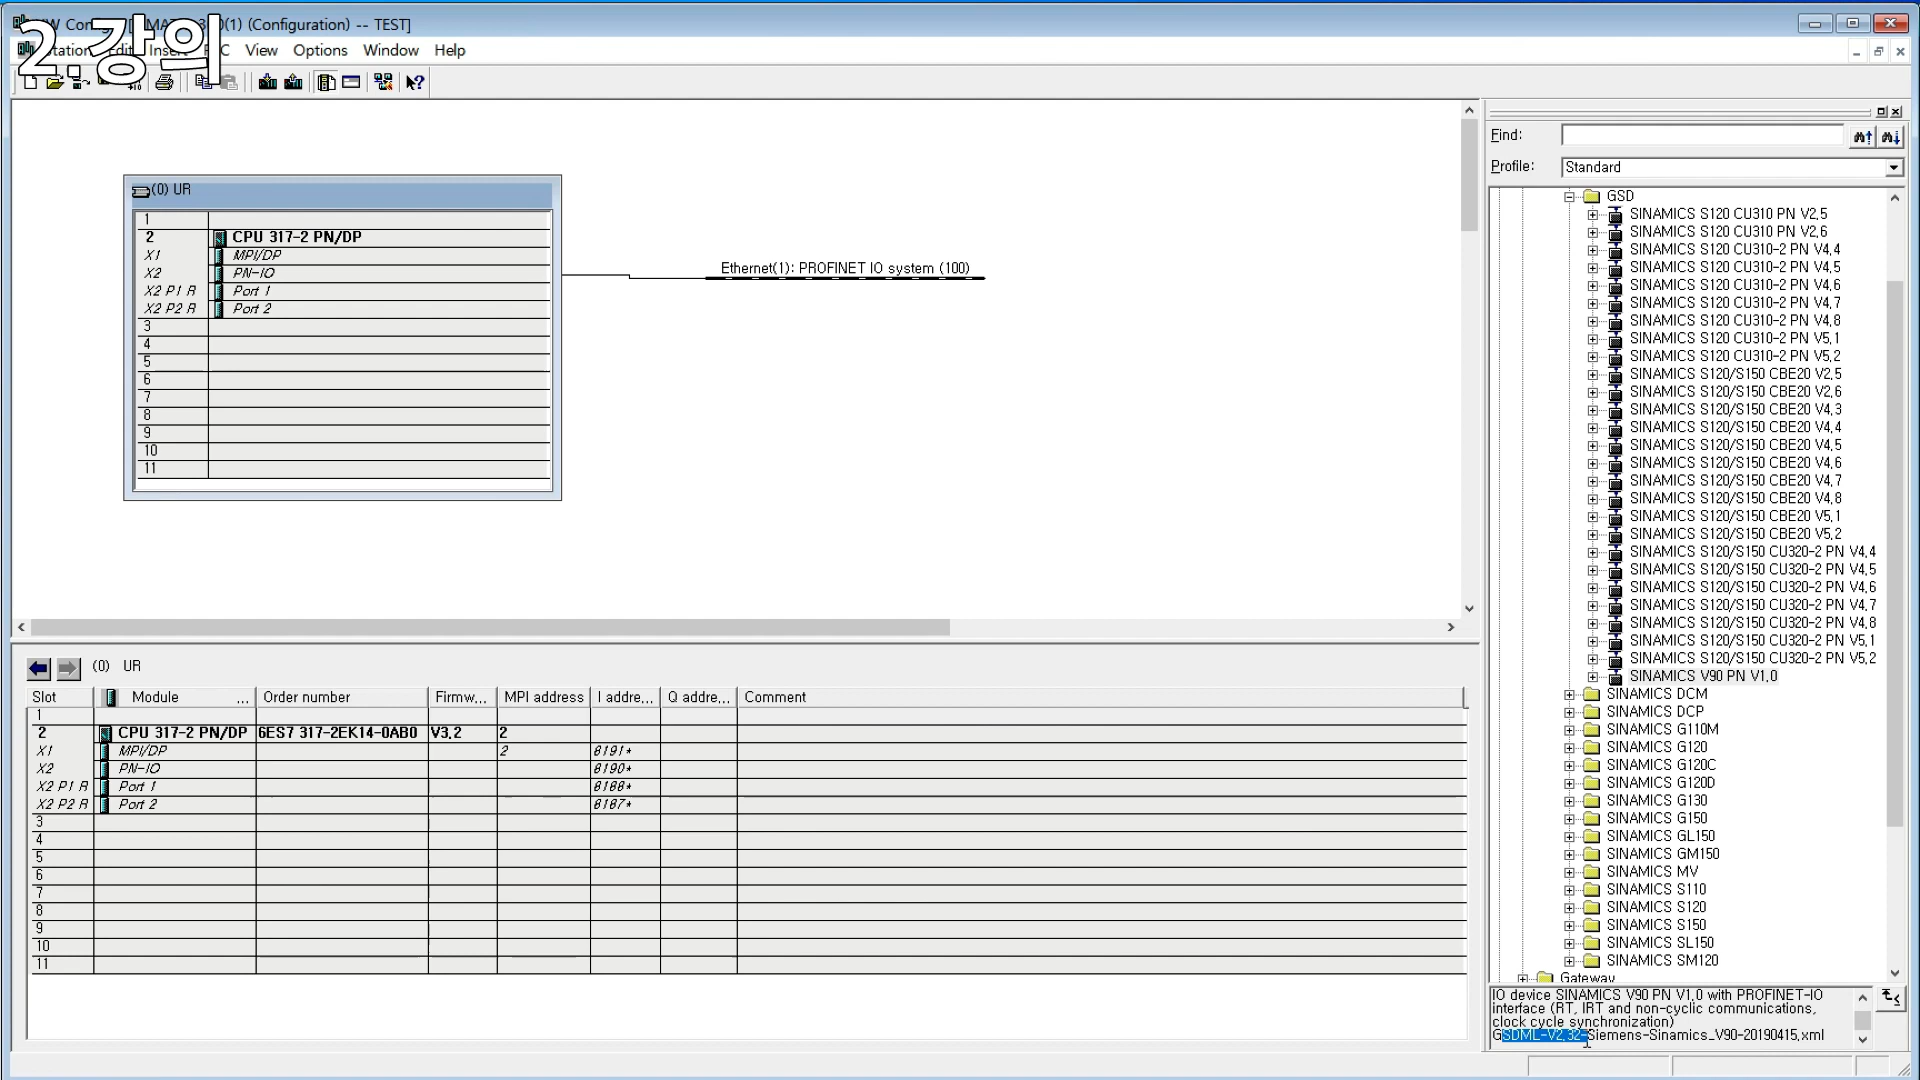 2.강의
(1) (Configuration) -- TEST]
View Options Window Help
(0) UR
1
2 CPU 317-2 PN/DP
X1 MPI/DP
X2 PN-IO
X2 P1 R Port 1
X2 P2 R Port 2
3
4
5
6
7
8
9
10
11
Ethernet(1): PROFINET IO system (100)
Find:
Profile: Standard
GSD
SINAMICS S120 CU310 PN V2.5
SINAMICS S120 CU310 PN V2.6
SINAMICS S120 CU310-2 PN V4.4
SINAMICS S120 CU310-2 PN V4.5
SINAMICS S120 CU310-2 PN V4.6
SINAMICS S120 CU310-2 PN V4.7
SINAMICS S120 CU310-2 PN V4.8
SINAMICS S120 CU310-2 PN V5.1
SINAMICS S120 CU310-2 PN V5.2
SINAMICS S120/S150 CBE20 V2.5
SINAMICS S120/S150 CBE20 V2.6
SINAMICS S120/S150 CBE20 V4.3
SINAMICS S120/S150 CBE20 V4.4
SINAMICS S120/S150 CBE20 V4.5
SINAMICS S120/S150 CBE20 V4.6
SINAMICS S120/S150 CBE20 V4.7
SINAMICS S120/S150 CBE20 V4.8
SINAMICS S120/S150 CBE20 V5.1
SINAMICS S120/S150 CBE20 V5.2
SINAMICS S120/S150 CU320-2 PN V4.4
SINAMICS S120/S150 CU320-2 PN V4.5
SINAMICS S120/S150 CU320-2 PN V4.6
SINAMICS S120/S150 CU320-2 PN V4.7
SINAMICS S120/S150 CU320-2 PN V4.8
SINAMICS S120/S150 CU320-2 PN V5.1
SINAMICS S120/S150 CU320-2 PN V5.2
SINAMICS V90 PN V1.0
SINAMICS DCM
SINAMICS DCP
SINAMICS G110M
SINAMICS G120
SINAMICS G120C
SINAMICS G120D
SINAMICS G130
SINAMICS G150
SINAMICS GL150
SINAMICS GM150
SINAMICS MV
SINAMICS S110
SINAMICS S120
SINAMICS S150
SINAMICS SL150
SINAMICS SM120
Gateway
IO device SINAMICS V90 PN V1.0 with PROFINET-IO
interface (RT, IRT and non-cyclic communications,
clock cycle synchronization)
GSDML-V2.32-Siemens-Sinamics_V90-20190415.xml
(0) UR
Slot Module ... Order number Firmw... MPI address I addre... Q addre... Comment
1
2 CPU 317-2 PN/DP 6ES7 317-2EK14-0AB0 V3.2 2
X1 MPI/DP 2 8191*
X2 PN-IO 8190*
X2 P1 R Port 1 8188*
X2 P2 R Port 2 8187*
3
4
5
6
7
8
9
10
11